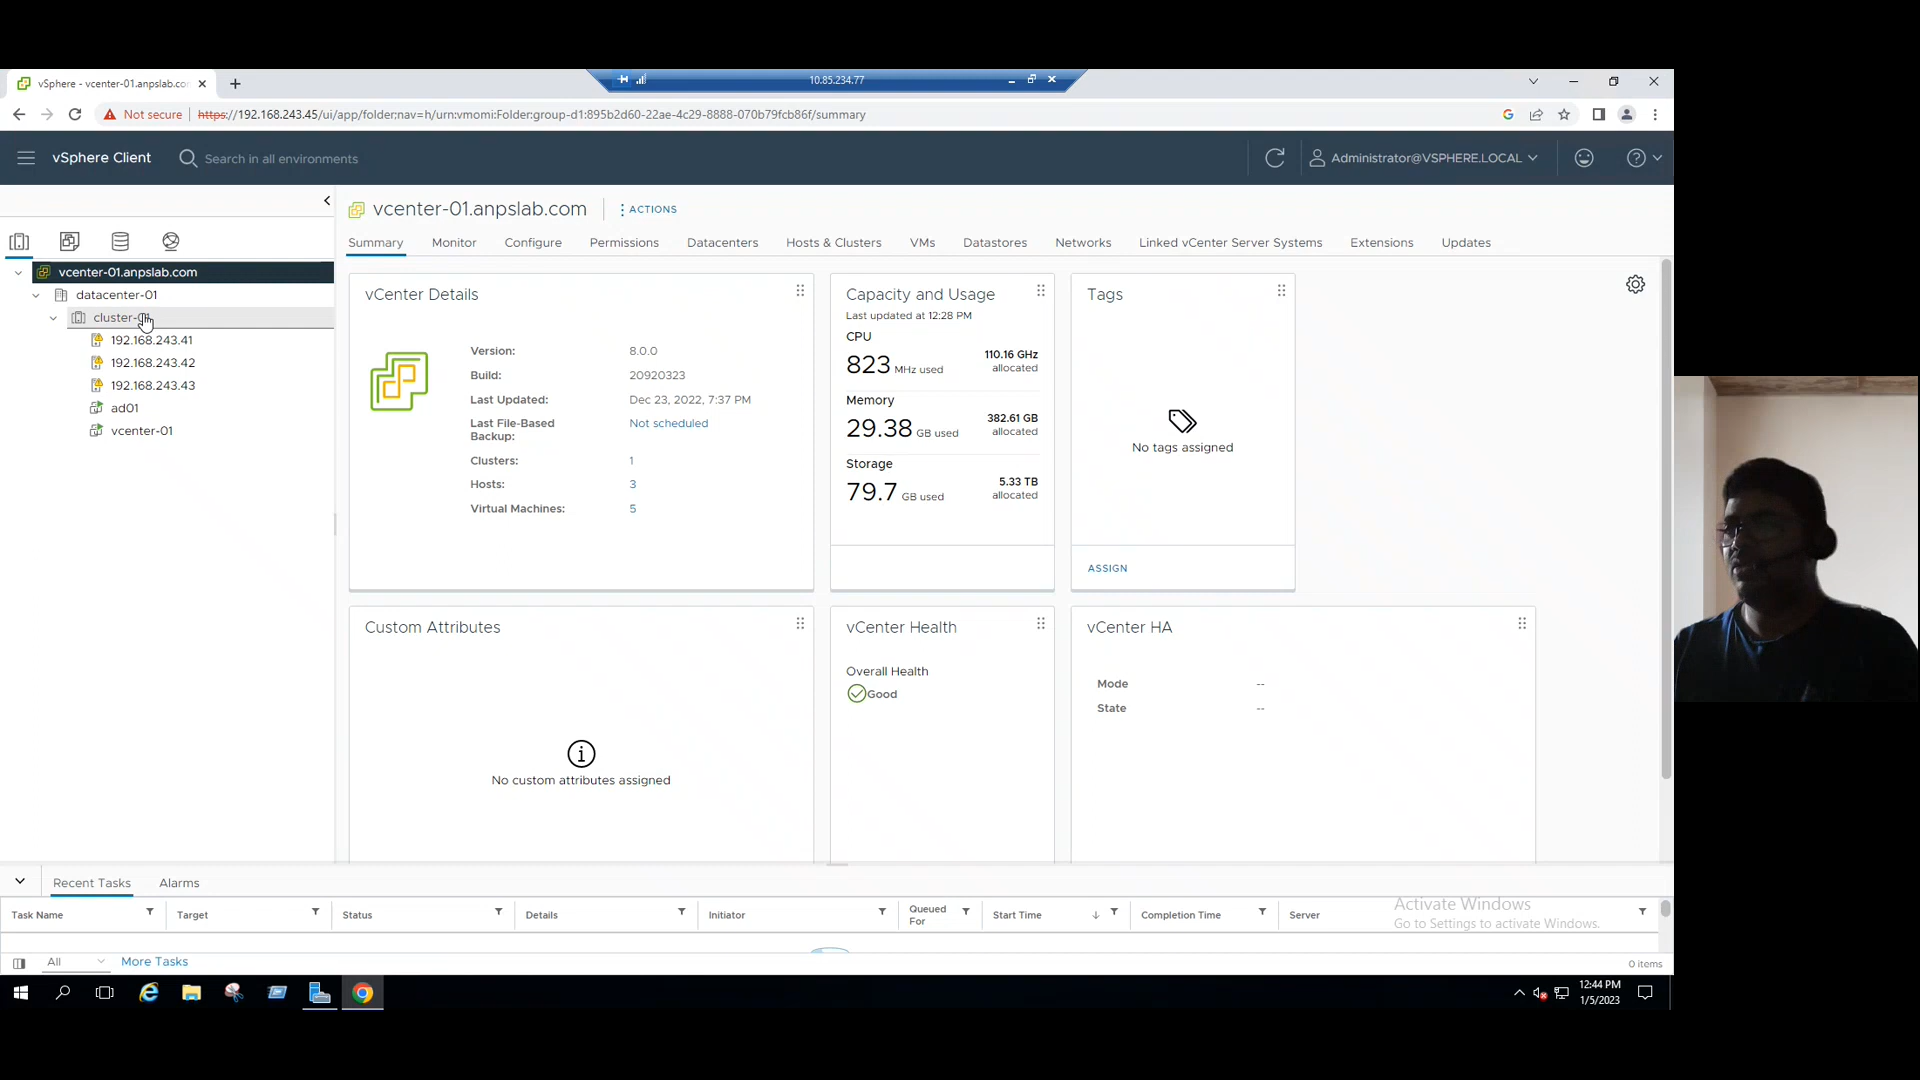 vSphere - vcenter-01.anpslab.co
10.85.234.77
Not secure
https://192.168.243.45/ui/app/folder;nav=h/urn:vmomi:Folder:group-d1:895b2d60-22ae-4c29-8888-070b79fcb86f/summary
vSphere Client
Search in all environments
Administrator@VSPHERE.LOCAL
vcenter-01.anpslab.com
ACTIONS
Summary
Monitor
Configure
Permissions
Datacenters
Hosts & Clusters
VMs
Datastores
Networks
Linked vCenter Server Systems
Extensions
Updates
vcenter-01.anpslab.com
datacenter-01
cluster-01
192.168.243.41
192.168.243.42
192.168.243.43
ad01
vcenter-01
vCenter Details
Version: 8.0.0
Build: 20920323
Last Updated: Dec 23, 2022, 7:37 PM
Last File-Based Backup: Not scheduled
Clusters: 1
Hosts: 3
Virtual Machines: 5
Capacity and Usage
Last updated at 12:28 PM
CPU
823 MHz used
110.16 GHz allocated
Memory
29.38 GB used
382.61 GB allocated
Storage
79.7 GB used
5.33 TB allocated
Tags
No tags assigned
ASSIGN
Custom Attributes
No custom attributes assigned
vCenter Health
Overall Health
Good
vCenter HA
Mode --
State --
Recent Tasks
Alarms
Task Name
Target
Status
Details
Initiator
Queued For
Start Time
Completion Time
Server
Activate Windows
Go to Settings to activate Windows.
All
More Tasks
0 items
12:44 PM
1/5/2023